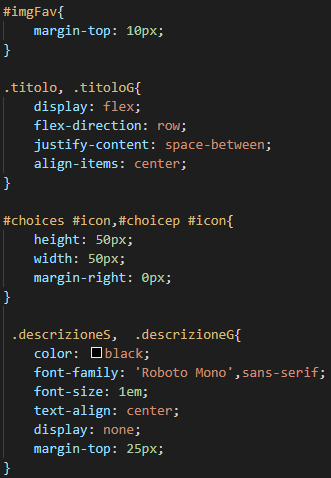 #imgFav{
    margin-top: 10px;
}

.titolo, .titoloG{
    display: flex;
    flex-direction: row;
    justify-content: space-between;
    align-items: center;
}

#choices #icon,#choicep #icon{
    height: 50px;
    width: 50px;
    margin-right: 0px;
}

 .descrizioneS,  .descrizioneG{
    color: black;
    font-family: 'Roboto Mono',sans-serif;
    font-size: 1em;
    text-align: center;
    display: none;
    margin-top: 25px;
}